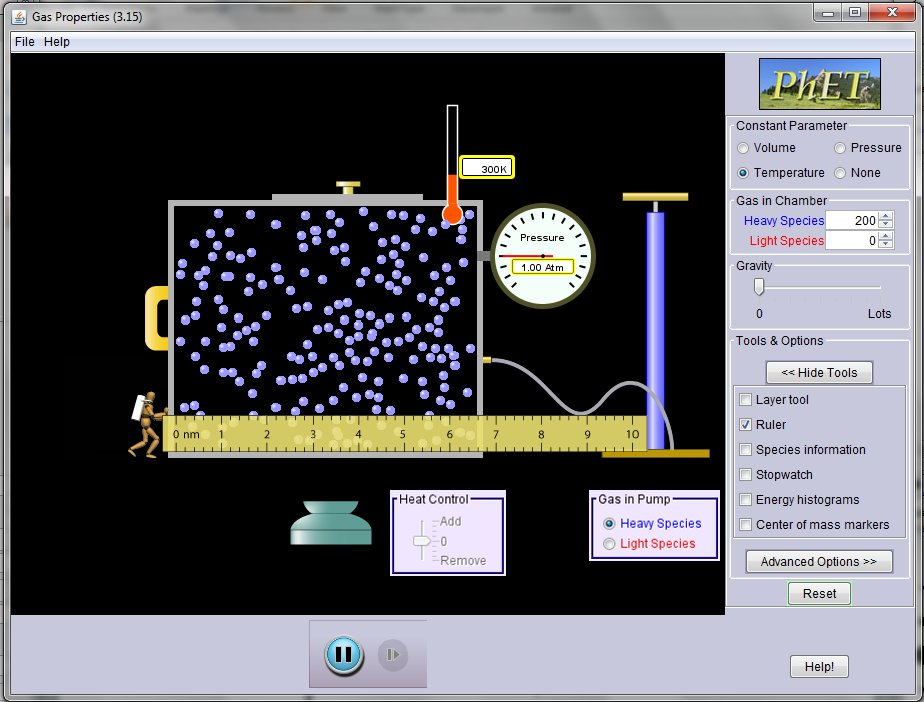 Gas Properties (3.15)
File Help
PhET
Constant Parameter
Volume Pressure
Temperature None
300K
Gas in Chamber
Heavy Species 200
Light Species 0
Pressure
1.00 Atm
Gravity
0 Lots
Tools & Options
<< Hide Tools
Layer tool
Ruler
Species information
Stopwatch
Energy histograms
Center of mass markers
0 nm 1 2 3 4 5 6 7 8 9 10
Heat Control
Add
0
Remove
Gas in Pump
Heavy Species
Light Species
Advanced Options >>
Reset
Help!